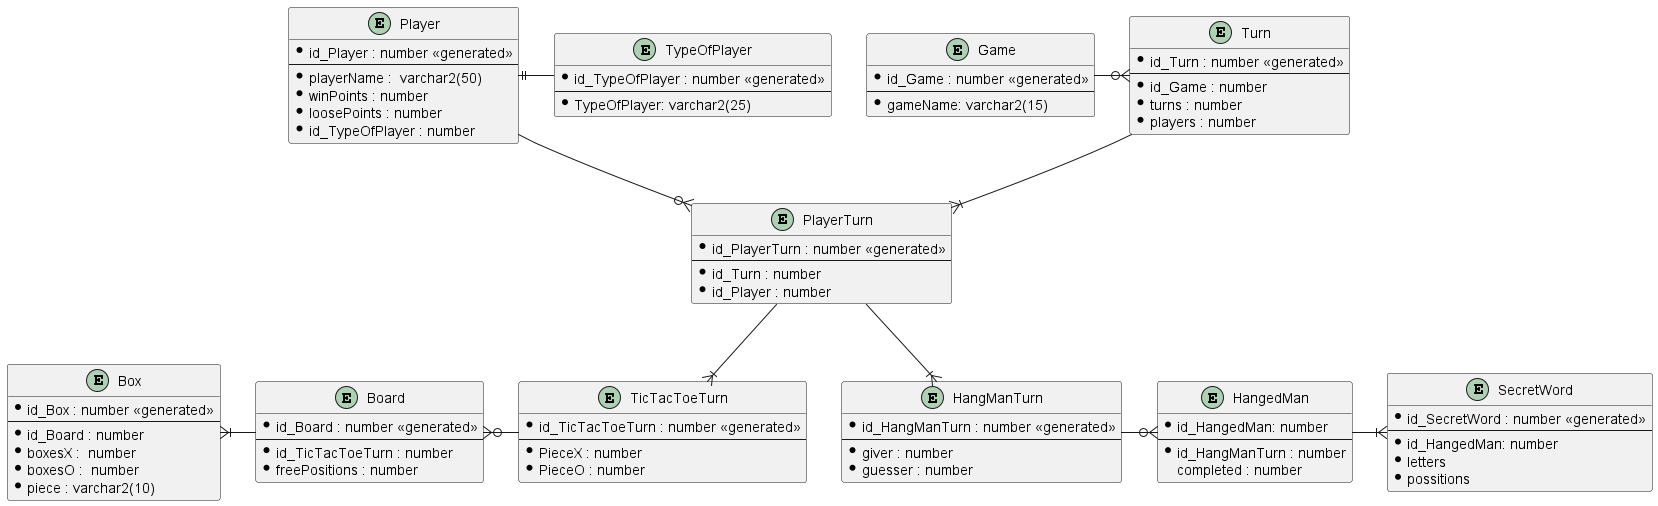 E Player
id_Player : number «generated»
playerName :  varchar2(50)
winPoints : number
loosePoints : number
id_TypeOfPlayer : number
E TypeOfPlayer
id_TypeOfPlayer : number «generated»
TypeOfPlayer: varchar2(25)
E Game
id_Game : number «generated»
gameName: varchar2(15)
E Turn
id_Turn : number «generated»
id_Game : number
turns : number
players : number
E PlayerTurn
id_PlayerTurn : number «generated»
id_Turn : number
id_Player : number
E Box
id_Box : number «generated»
id_Board : number
boxesX :  number
boxesO :  number
piece : varchar2(10)
E Board
id_Board : number «generated»
id_TicTacToeTurn : number
freePositions : number
E TicTacToeTurn
id_TicTacToeTurn : number «generated»
PieceX : number
PieceO : number
E HangManTurn
id_HangManTurn : number «generated»
giver : number
guesser : number
E HangedMan
id_HangedMan: number
id_HangManTurn : number
completed : number
E SecretWord
id_SecretWord : number «generated»
id_HangedMan: number
letters
possitions